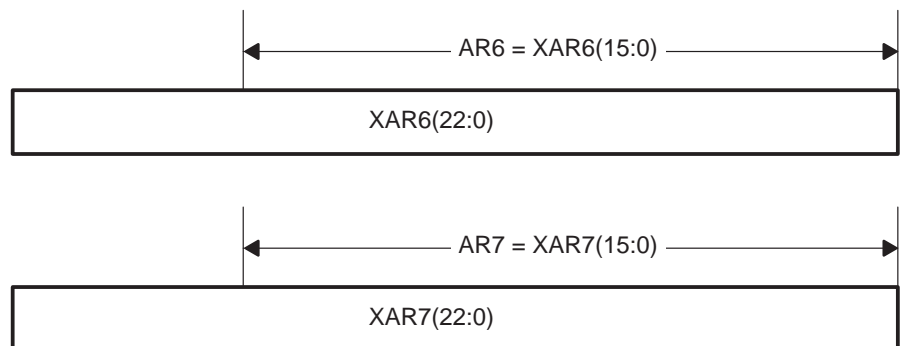 AR6 = XAR6(15:0)
XAR6(22:0)
AR7 = XAR7(15:0)
XAR7(22:0)